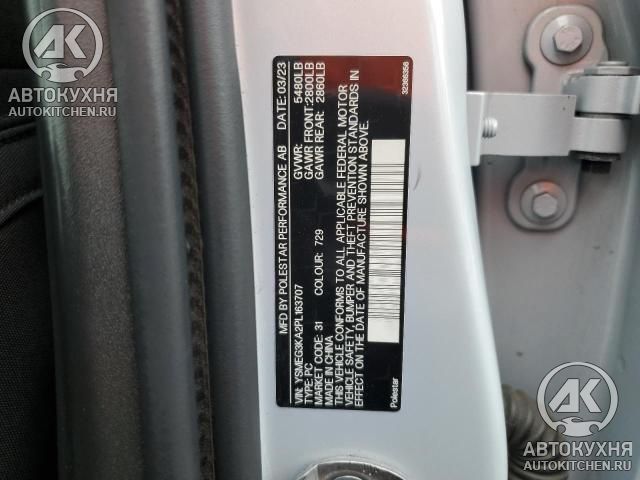 MFD BY POLESTAR PERFORMANCE AB DATE: 03/23
GVWR: 5480LB
GAWR FRONT: 2800LB
GAWR REAR: 2860LB
VIN: YSMEG3KA2PL163707
TYPE: PC
MARKET CODE: 31 COLOUR: 729
MADE IN CHINA
THIS VEHICLE CONFORMS TO ALL APPLICABLE FEDERAL MOTOR
VEHICLE SAFETY, BUMPER AND THEFT PREVENTION STANDARDS IN
EFFECT ON THE DATE OF MANUFACTURE SHOWN ABOVE.
Polestar
32365356
АВТОКУХНЯ
AUTOKITCHEN.RU
АВТОКУХНЯ
AUTOKITCHEN.RU